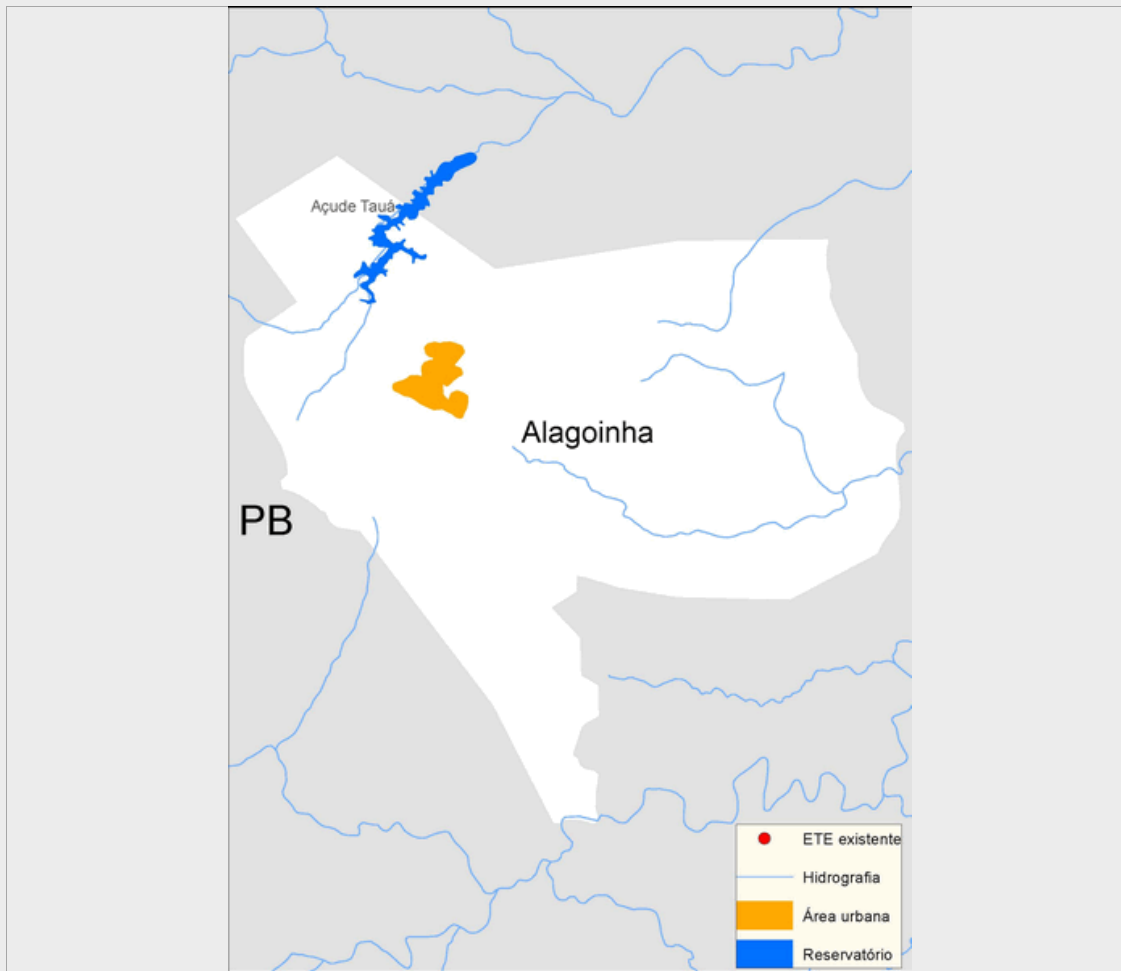 Açude Tauá
Alagoinha
PB
ETE existente
Hidrografia
Área urbana
Reservatório